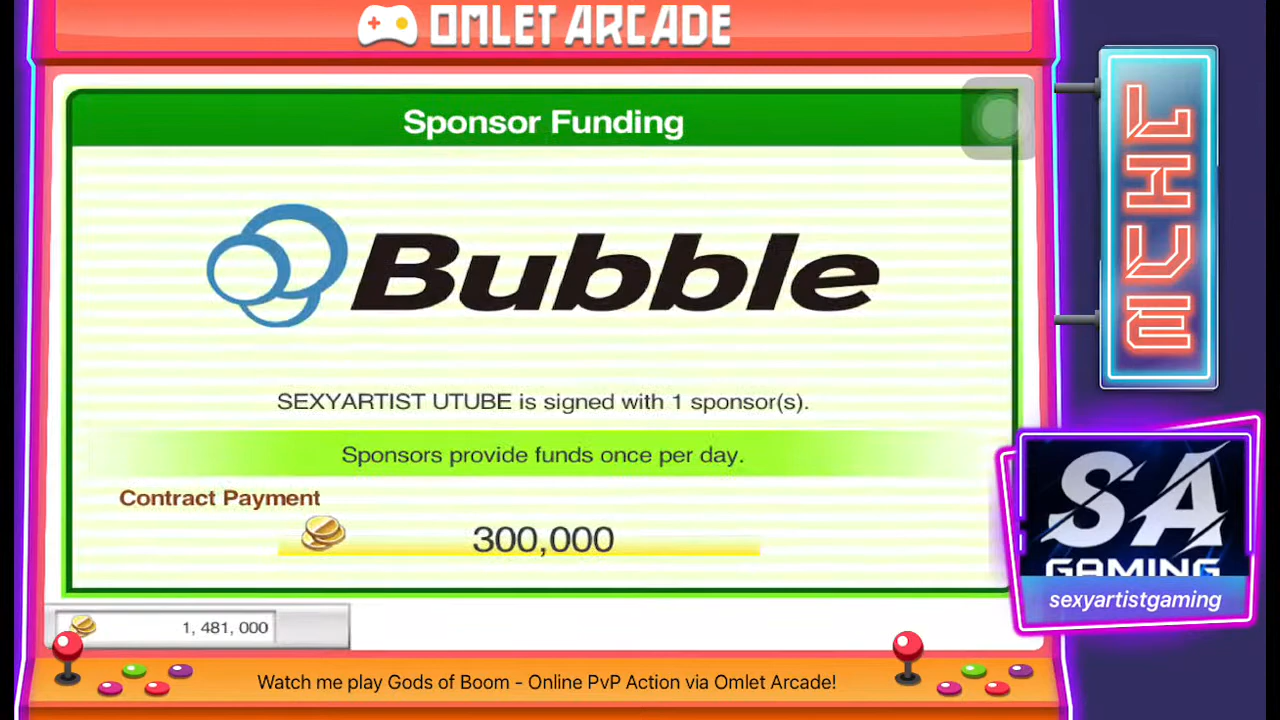 OMLET ARCADE
Sponsor Funding
LIVE
Bubble
SEXYARTIST UTUBE is signed with 1 sponsor(s).
Sponsors provide funds once per day.
Contract Payment
300,000
SA
GAMING
sexyartistgaming
1, 481, 000
Watch me play Gods of Boom - Online PvP Action via Omlet Arcade!